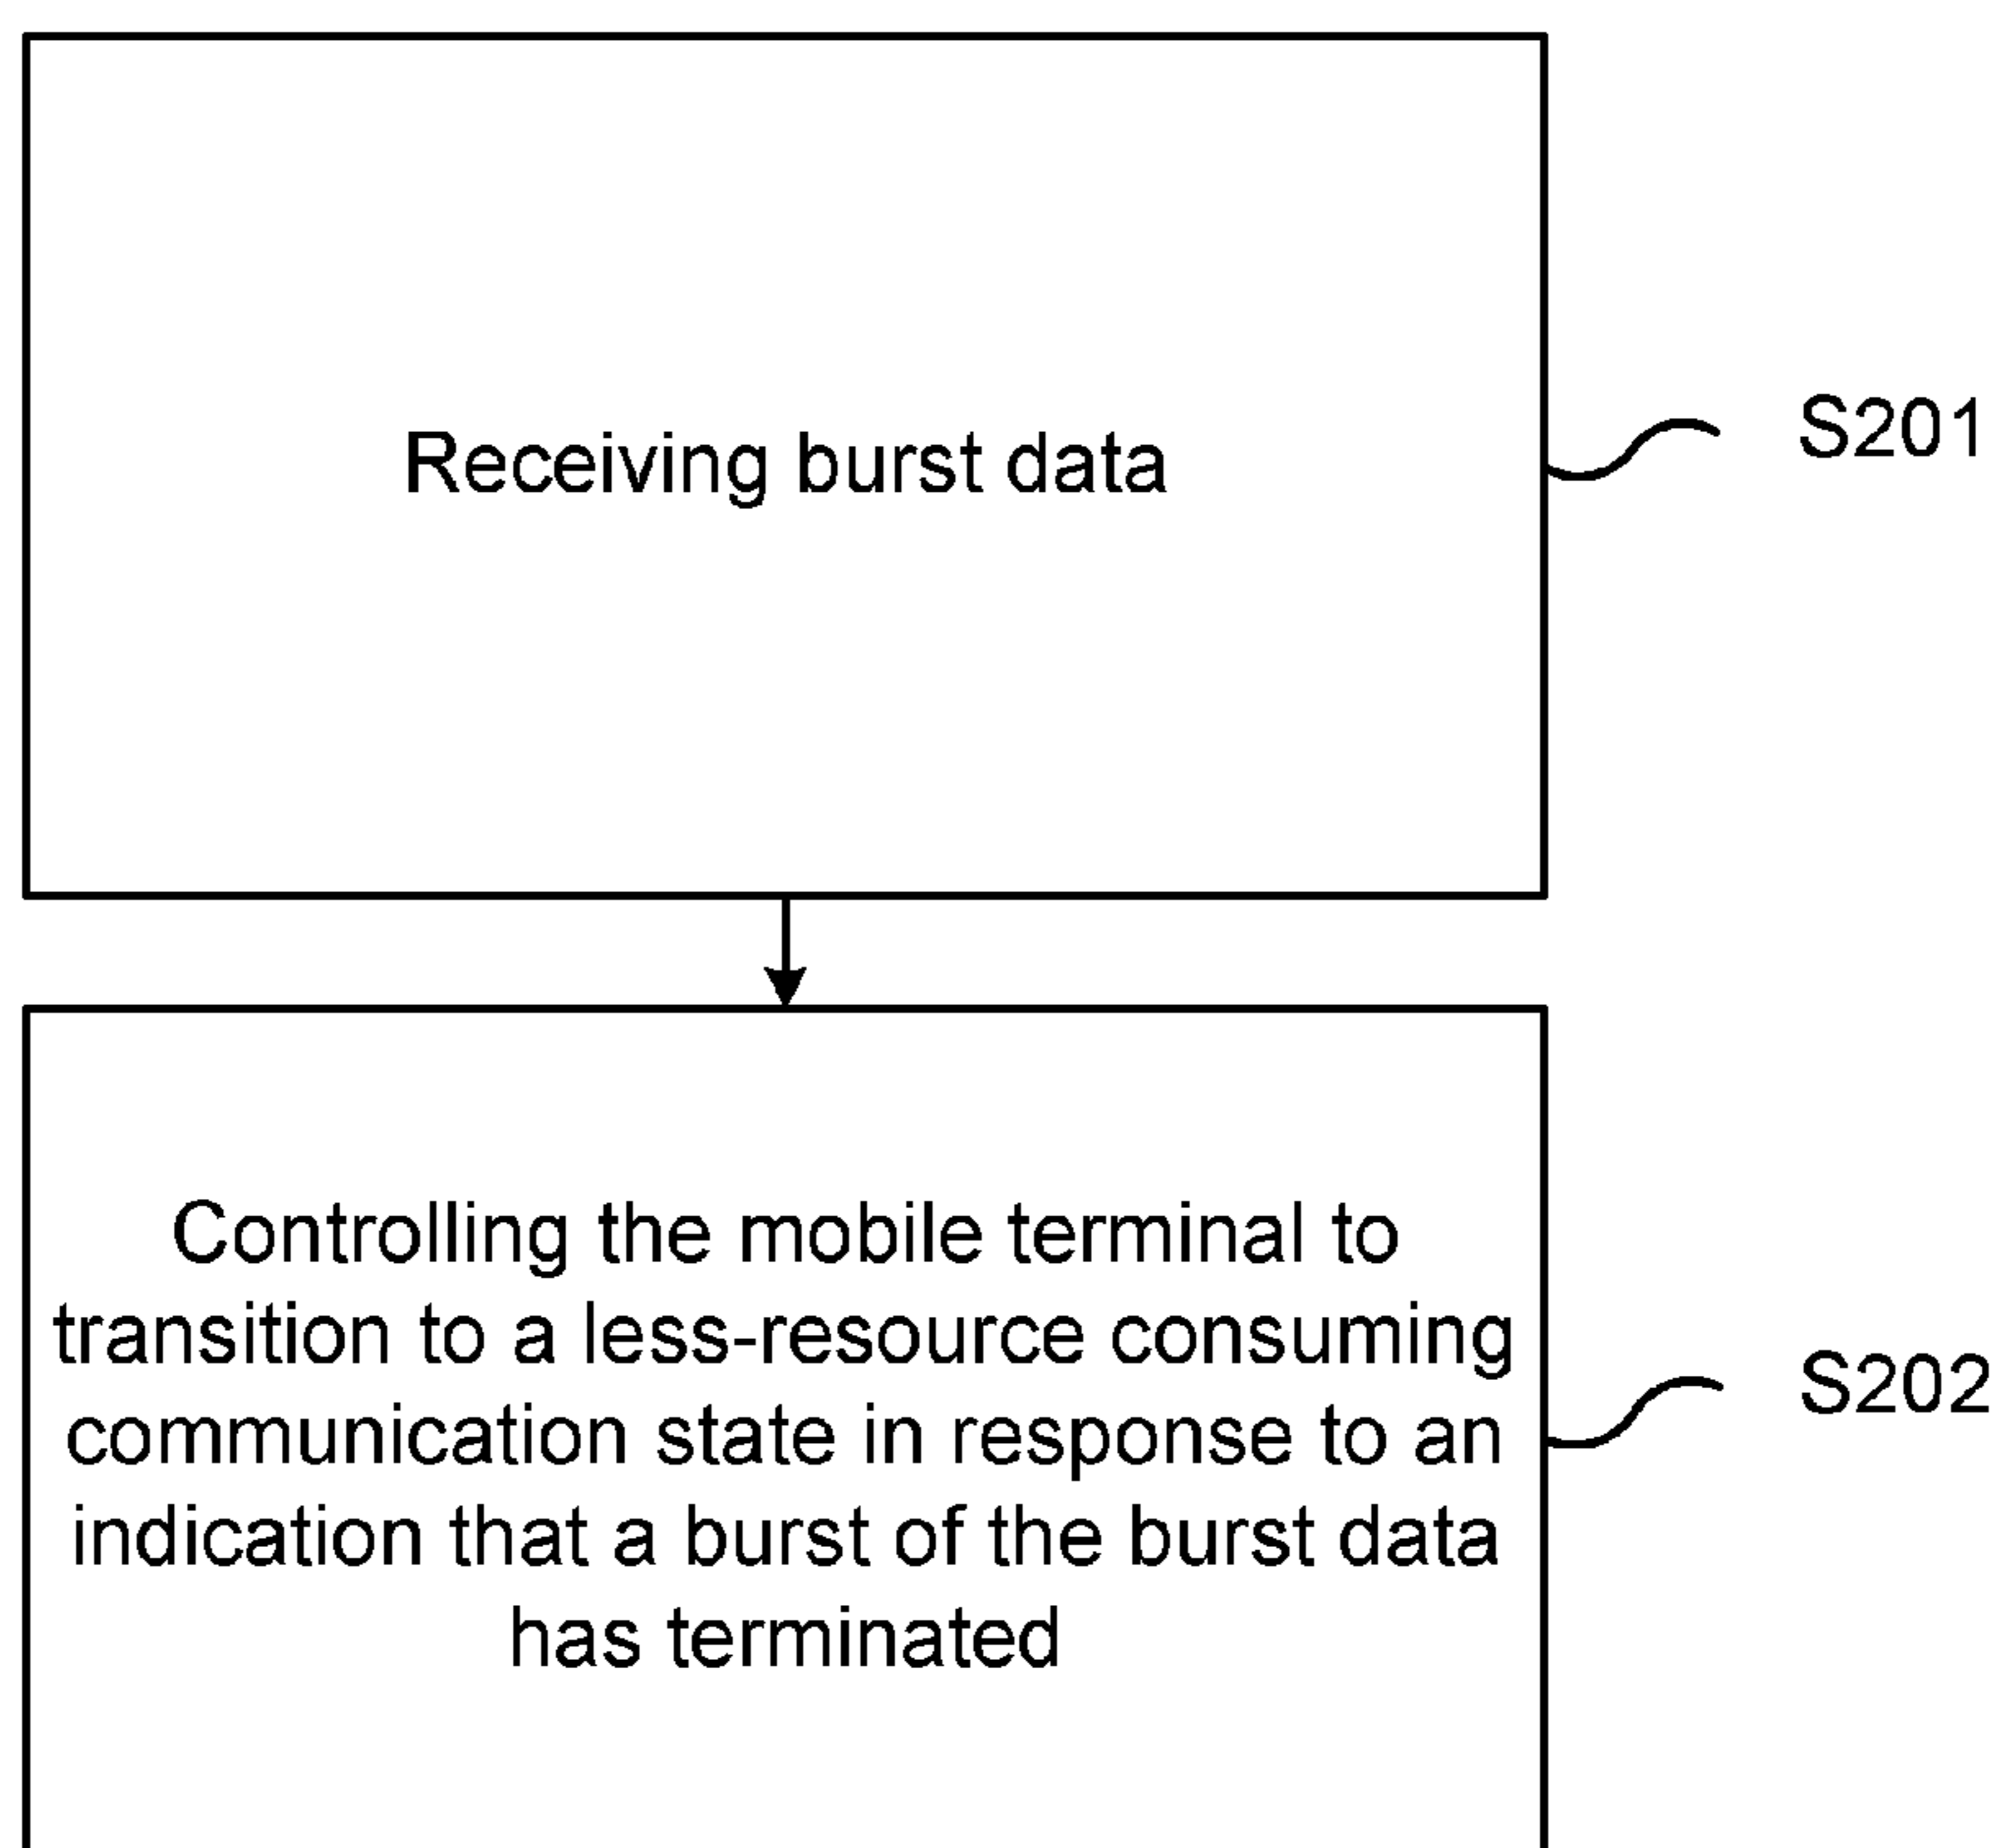 Receiving burst data
S201
Controlling the mobile terminal to
transition to a less-resource consuming
communication state in response to an
indication that a burst of the burst data
has terminated
S202